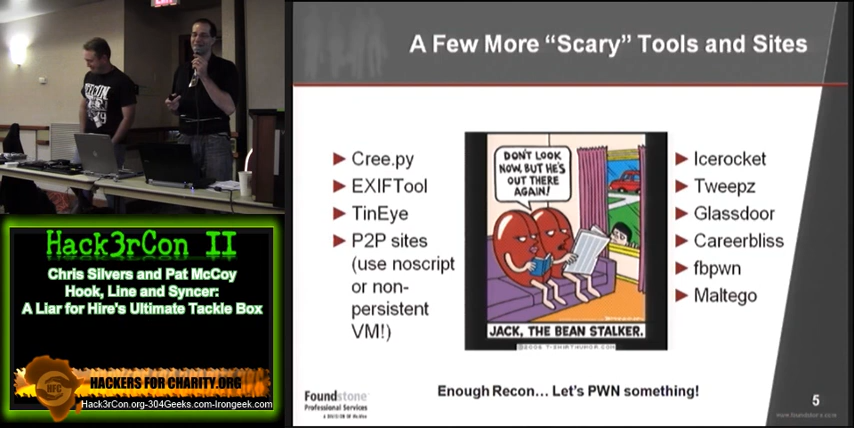 A Few More “Scary” Tools and Sites
Cree.py
EXIFTool
TinEye
P2P sites
(use noscript
or non-
persistent
VM!)
DON'T LOOK
NOW, BUT HE'S
OUT THERE
AGAIN!
JACK, THE BEAN STALKER.
Icerocket
Tweepz
Glassdoor
Careerbliss
fbpwn
Maltego
Enough Recon... Let's PWN something!
Foundstone
Professional Services
5
Hack3rCon II
Chris Silvers and Pat McCoy
Hook, Line and Syncer:
A Liar for Hire's Ultimate Tackle Box
HFC
HACKERS FOR CHARITY.ORG
Hack3rCon.org-304Geeks.com-Irongeek.com